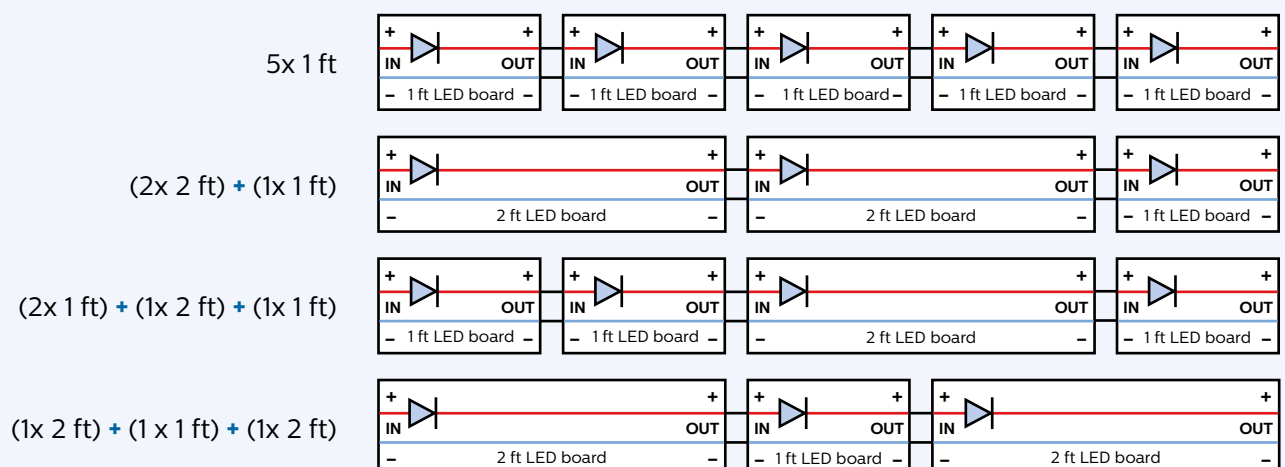 5x 1 ft
+ + + + + + + + + +
IN OUT IN OUT IN OUT IN OUT IN OUT
– 1 ft LED board – – 1 ft LED board – – 1 ft LED board – – 1 ft LED board – – 1 ft LED board –
(2x 2 ft) + (1x 1 ft)
+ + + + + +
IN OUT IN OUT IN OUT
– 2 ft LED board – – 2 ft LED board – – 1 ft LED board –
(2x 1 ft) + (1x 2 ft) + (1x 1 ft)
+ + + + + + + +
IN OUT IN OUT IN OUT IN OUT
– 1 ft LED board – – 1 ft LED board – – 2 ft LED board – – 1 ft LED board –
(1x 2 ft) + (1 x 1 ft) + (1x 2 ft)
+ + + + + +
IN OUT IN OUT IN OUT
– 2 ft LED board – – 1 ft LED board – – 2 ft LED board –